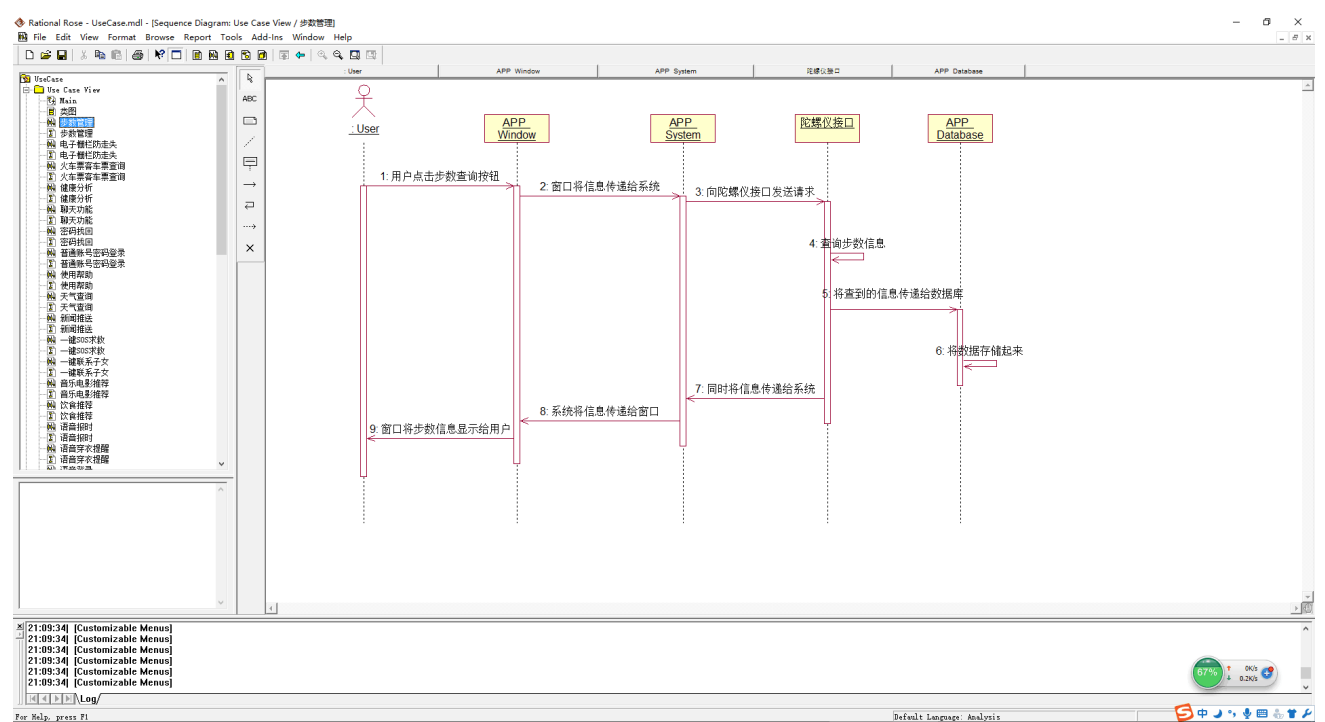 Rational Rose - UseCase.mdl - [Sequence Diagram: Use Case View / 步数管理]
File Edit View Format Browse Report Tools Add-Ins Window Help
UseCase
Use Case View
Main
类图
步数管理
步数管理
电子栅栏防走失
电子栅栏防走失
火车票客车票查询
火车票客车票查询
健康分析
健康分析
聊天功能
聊天功能
密码找回
密码找回
普通账号密码登录
普通账号密码登录
使用帮助
使用帮助
天气查询
天气查询
新闻推送
新闻推送
一键SOS求救
一键SOS求救
一键联系子女
一键联系子女
音乐电影推荐
音乐电影推荐
饮食推荐
饮食推荐
语音报时
语音报时
语音穿衣提醒
语音穿衣提醒
ABC
: User
APP Window
APP System
陀螺仪接口
APP Database
: User
APP
Window
APP
System
陀螺仪接口
APP
Database
1: 用户点击步数查询按钮
2: 窗口将信息传递给系统
3: 向陀螺仪接口发送请求
4: 查询步数信息
5: 将查到的信息传递给数据库
6: 将数据存储起来
7: 同时将信息传递给系统
8: 系统将信息传递给窗口
9: 窗口将步数信息显示给用户
21:09:34| [Customizable Menus]
21:09:34| [Customizable Menus]
21:09:34| [Customizable Menus]
21:09:34| [Customizable Menus]
21:09:34| [Customizable Menus]
21:09:34| [Customizable Menus]
Log
67%
0K/s
0.2K/s
For Help, press F1
Default Language: Analysis
中